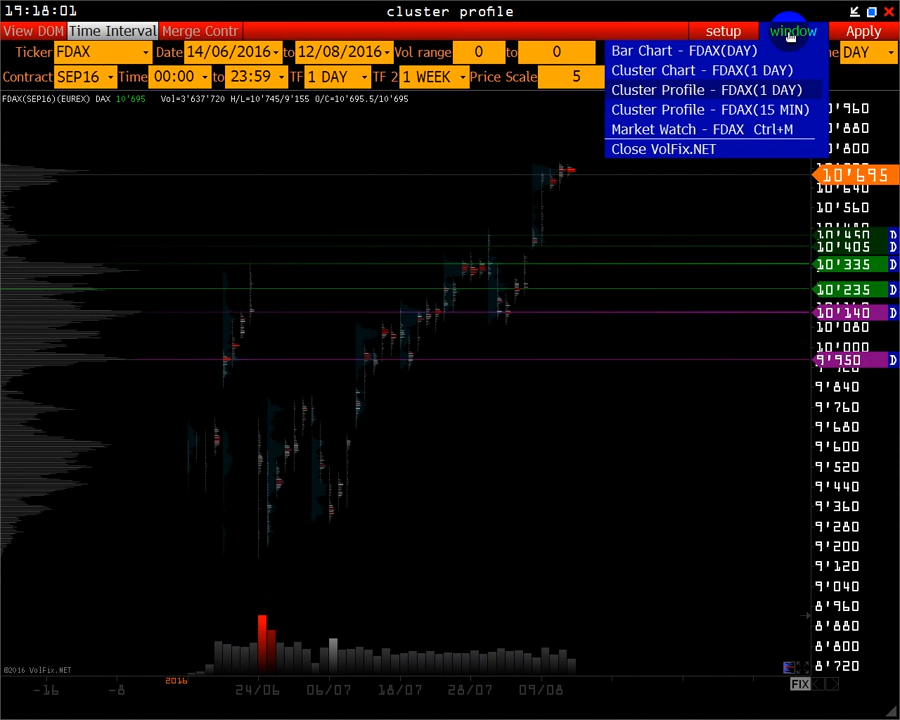 19:18:01
cluster profile
View DOM Time Interval Merge Contr
setup window Apply
Ticker FDAX Date 14/06/2016 to 12/08/2016 Vol range 0 to 0
DAY
Contract SEP16 Time 00:00 to 23:59 TF 1 DAY TF 2 1 WEEK Price Scale 5
Bar Chart - FDAX(DAY)
Cluster Chart - FDAX(1 DAY)
Cluster Profile - FDAX(1 DAY)
Cluster Profile - FDAX(15 MIN)
Market Watch - FDAX Ctrl+M
Close VolFix.NET
FDAX(SEP16)(EUREX) DAX 10'695 Vol=3'637'720 H/L=10'745/9'155 O/C=10'695.5/10'695
10'960
10'880
10'800
10'695
10'640
10'560
10'450 D
10'405 D
10'335 D
10'235 D
10'140 D
10'080
10'000
9'950 D
9'840
9'760
9'680
9'600
9'520
9'440
9'360
9'280
9'200
9'120
9'040
8'960
8'880
8'800
8'720
©2016 VolFix.NET
FIX
-16 -8 2016 24/06 06/07 18/07 28/07 09/08